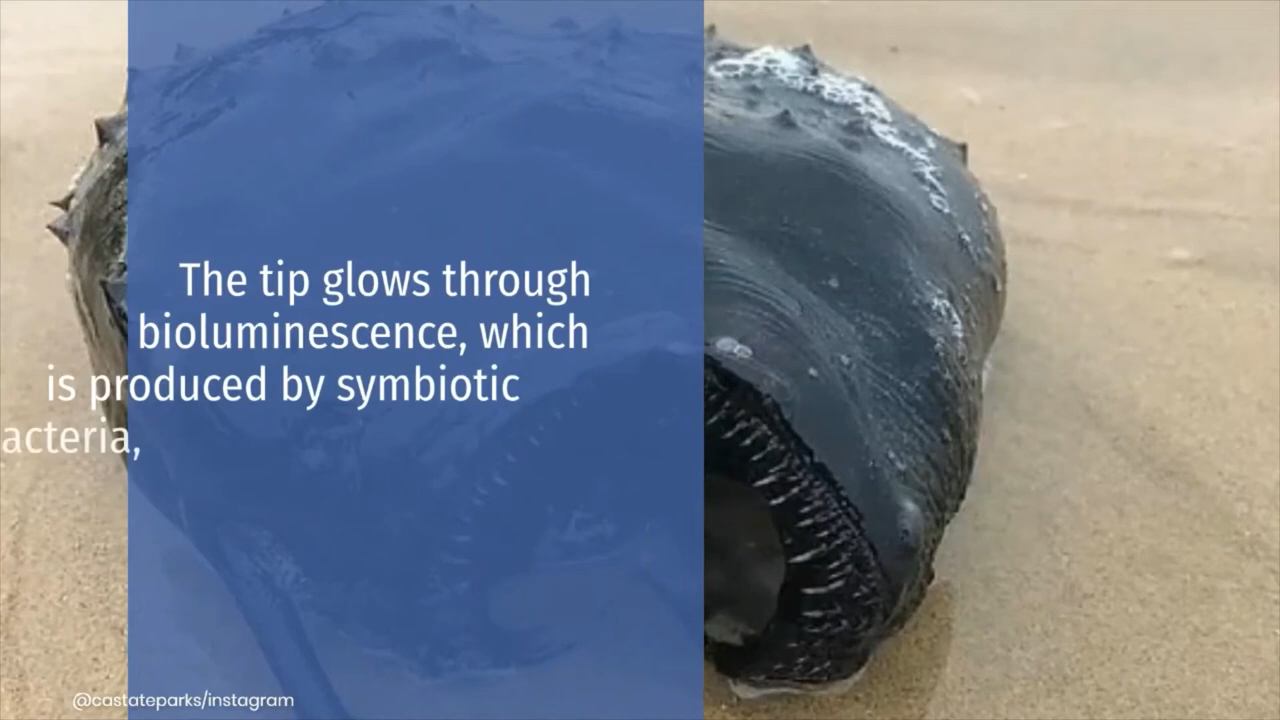 The tip glows through
bioluminescence, which
is produced by symbiotic
acteria,
@castateparks/instagram